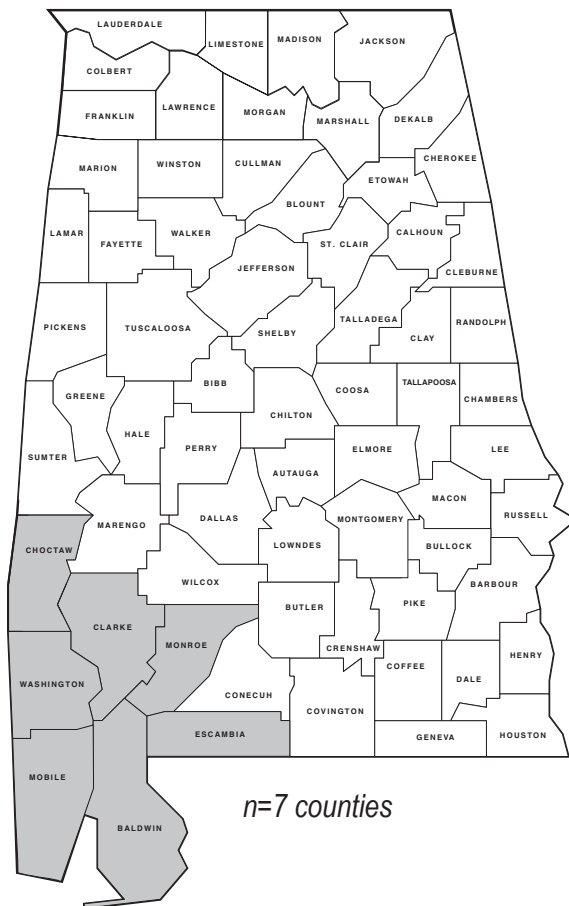 LAUDERDALE
LIMESTONE
MADISON
JACKSON
COLBERT
LAWRENCE
FRANKLIN
MORGAN
MARSHALL
DEKALB
CHEROKEE
MARION
WINSTON
CULLMAN
ETOWAH
BLOUNT
LAMAR
FAYETTE
WALKER
ST. CLAIR
CALHOUN
JEFFERSON
CLEBURNE
PICKENS
TUSCALOOSA
SHELBY
TALLADEGA
RANDOLPH
CLAY
GREENE
BIBB
COOSA
TALLAPOOSA
CHAMBERS
HALE
CHILTON
SUMTER
PERRY
ELMORE
LEE
AUTAUGA
MACON
MARENGO
DALLAS
MONTGOMERY
RUSSELL
CHOCTAW
LOWNDES
BULLOCK
WILCOX
BARBOUR
CLARKE
BUTLER
PIKE
MONROE
CRENSHAW
COFFEE
HENRY
WASHINGTON
DALE
CONECUH
COVINGTON
ESCAMBIA
GENEVA
HOUSTON
MOBILE
n=7 counties
BALDWIN